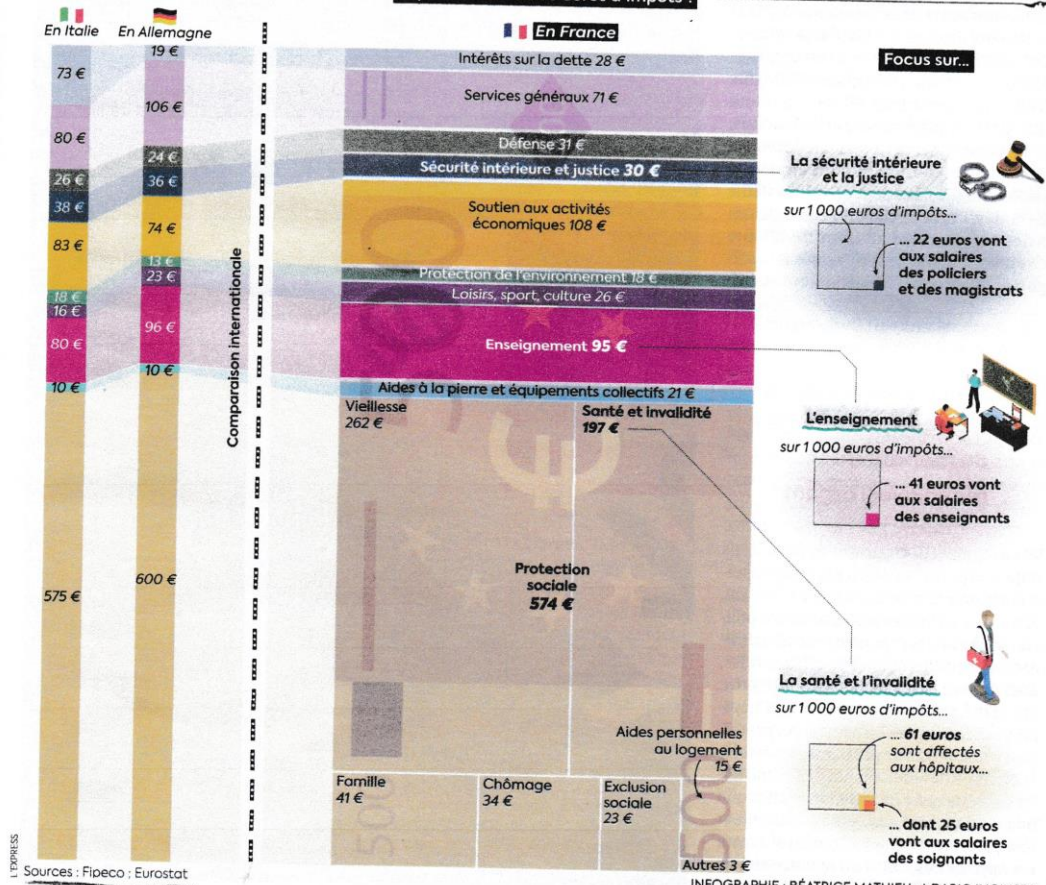 En Italie
73 €
80 €
26 €
38 €
83 €
18 €
16 €
80 €
10 €
575 €
En Allemagne
19 €
106 €
24 €
36 €
74 €
13 €
23 €
96 €
10 €
600 €
Comparaison internationale
d'impôts ?
En France
Intérêts sur la dette 28 €
Services généraux 71 €
Défense 31 €
Sécurité intérieure et justice 30 €
Soutien aux activités
économiques 108 €
Protection de l'environnement 18 €
Loisirs, sport, culture 26 €
Enseignement 95 €
Aides à la pierre et équipements collectifs 21 €
Vieillesse
262 €
Santé et invalidité
197 €
Protection
sociale
574 €
Aides personnelles
au logement
15 €
Famille
41 €
Chômage
34 €
Exclusion
sociale
23 €
Autres 3 €
500
500
Focus sur...
La sécurité intérieure
et la justice
sur 1 000 euros d'impôts...
... 22 euros vont
aux salaires
des policiers
et des magistrats
L'enseignement
sur 1 000 euros d'impôts...
... 41 euros vont
aux salaires
des enseignants
La santé et l'invalidité
sur 1 000 euros d'impôts...
... 61 euros
sont affectés
aux hôpitaux...
... dont 25 euros
vont aux salaires
des soignants
L'EXPRESS
Sources : Fipeco ; Eurostat
INFOGRAPHIE : BÉATRICE MATHIEU